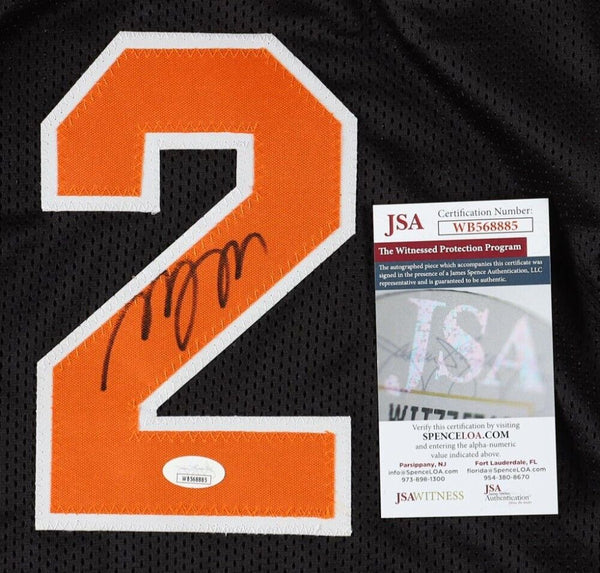 2
WB568885
JSA
Certification Number:
WB568885
The Witnessed Protection Program
The autographed piece which accompanies this certificate was
signed in the presence of a James Spence Authentication, LLC
representative and is guaranteed to be authentic.
JSA
Verify this certification by visiting
SPENCELOA.COM
and entering the alpha-numeric
value indicated above.
Parsippany, NJ
info@SpenceLOA.com
973-898-1300
Fort Lauderdale, FL
florida@SpenceLOA.com
954-380-8670
JSAWITNESS
JSA
Authentication